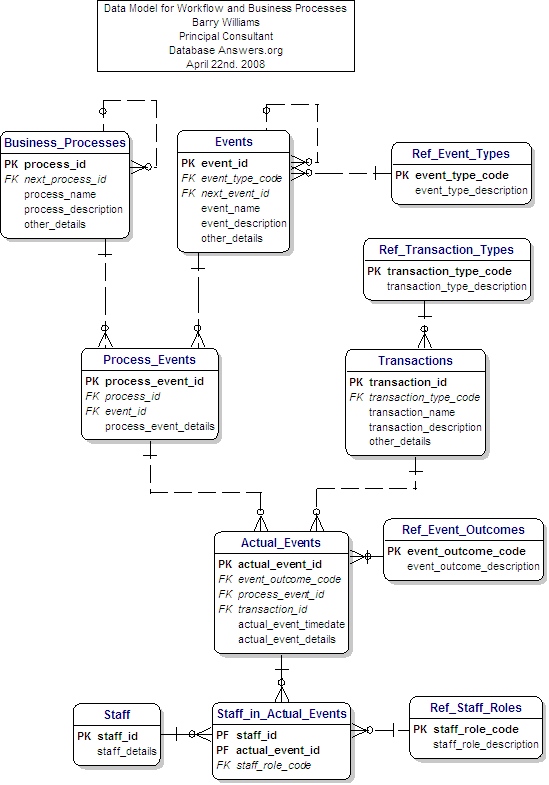 Data Model for Workflow and Business Processes
Barry Williams
Principal Consultant
Database Answers.org
April 22nd. 2008
Business_Processes
PK process_id
FK next_process_id
process_name
process_description
other_details
Events
PK event_id
FK event_type_code
FK next_event_id
event_name
event_description
other_details
Ref_Event_Types
PK event_type_code
event_type_description
Ref_Transaction_Types
PK transaction_type_code
transaction_type_description
Process_Events
PK process_event_id
FK process_id
FK event_id
process_event_details
Transactions
PK transaction_id
FK transaction_type_code
transaction_name
transaction_description
other_details
Actual_Events
PK actual_event_id
FK event_outcome_code
FK process_event_id
FK transaction_id
actual_event_timedate
actual_event_details
Ref_Event_Outcomes
PK event_outcome_code
event_outcome_description
Staff
PK staff_id
staff_details
Staff_in_Actual_Events
PF staff_id
PF actual_event_id
FK staff_role_code
Ref_Staff_Roles
PK staff_role_code
staff_role_description